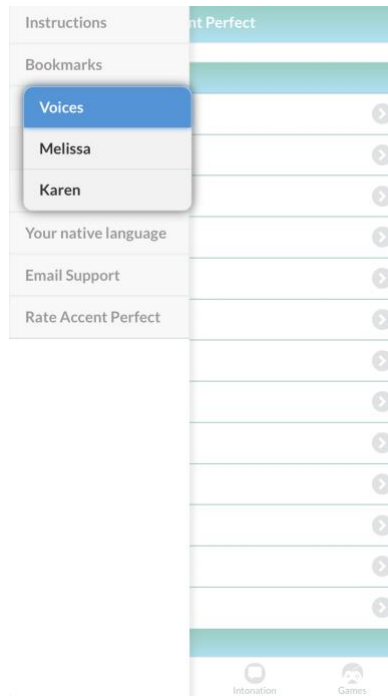 Instructions
nt Perfect
Bookmarks
Voices
Melissa
Karen
Your native language
Email Support
Rate Accent Perfect
Intonation
Games